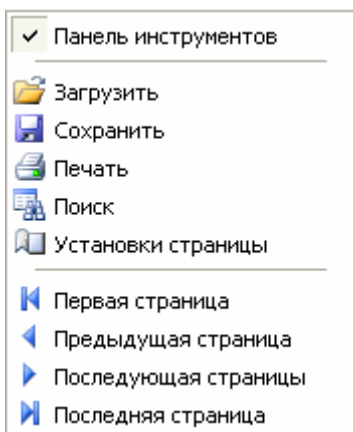 Панель инструментов
Загрузить
Сохранить
Печать
Поиск
Установки страницы
Первая страница
Предыдущая страница
Последующая страницы
Последняя страница